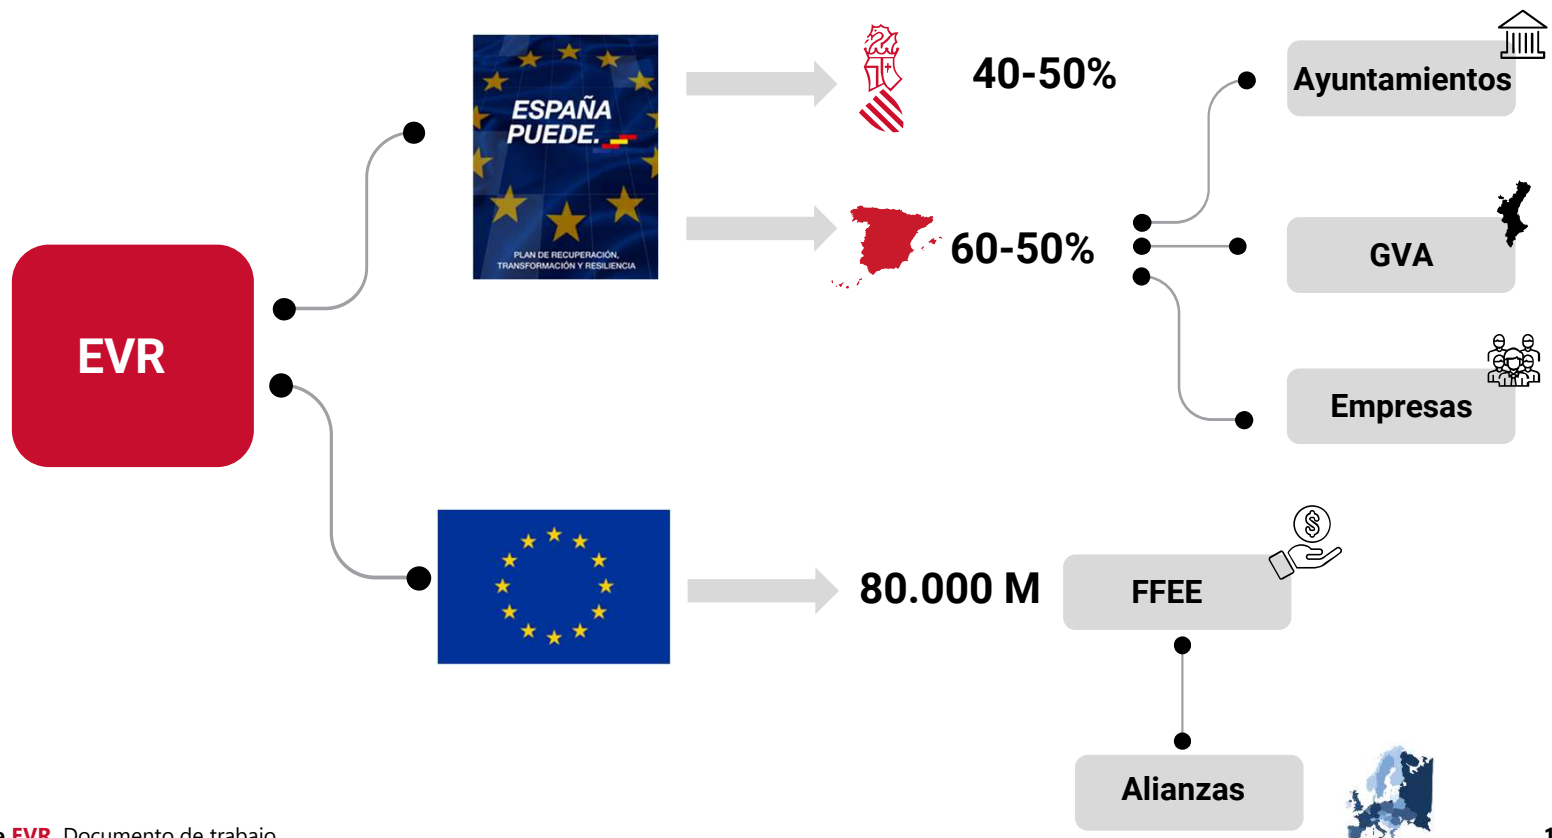 ESPAÑA
PUEDE.
PLAN DE RECUPERACIÓN,
TRANSFORMACIÓN Y RESILIENCIA
40-50%
Ayuntamientos
60-50%
GVA
EVR
Empresas
80.000 M
FFEE
Alianzas
EVR. Documento de trabajo